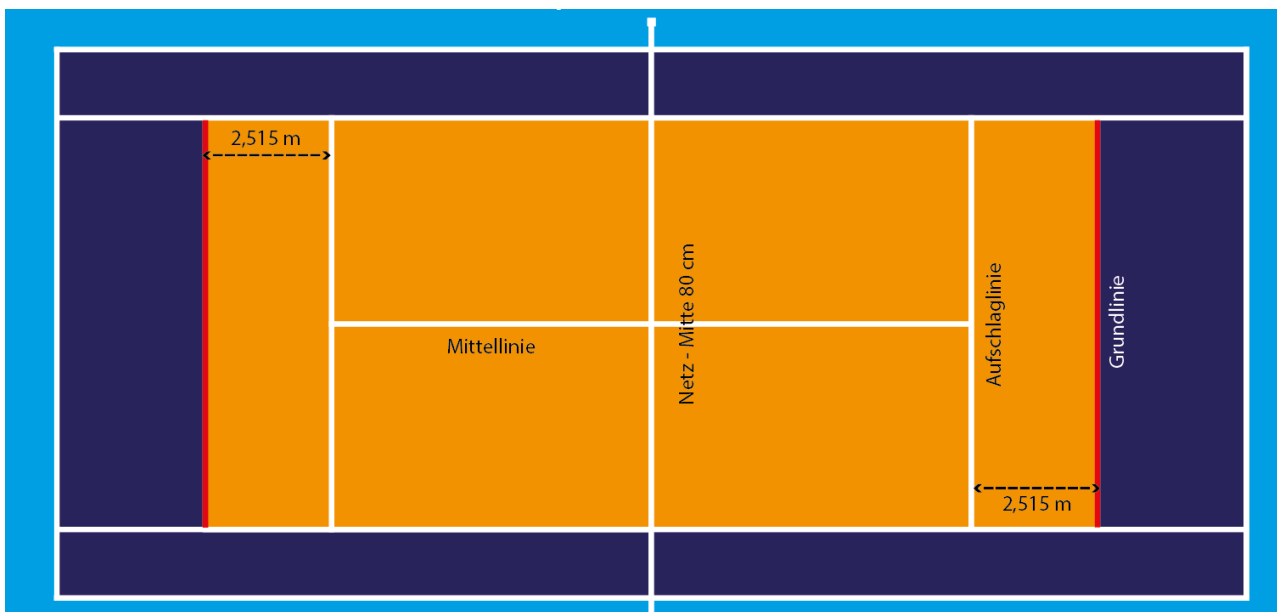 2,515 m
Mittellinie
Netz - Mitte 80 cm
Aufschlaglinie
Grundlinie
2,515 m